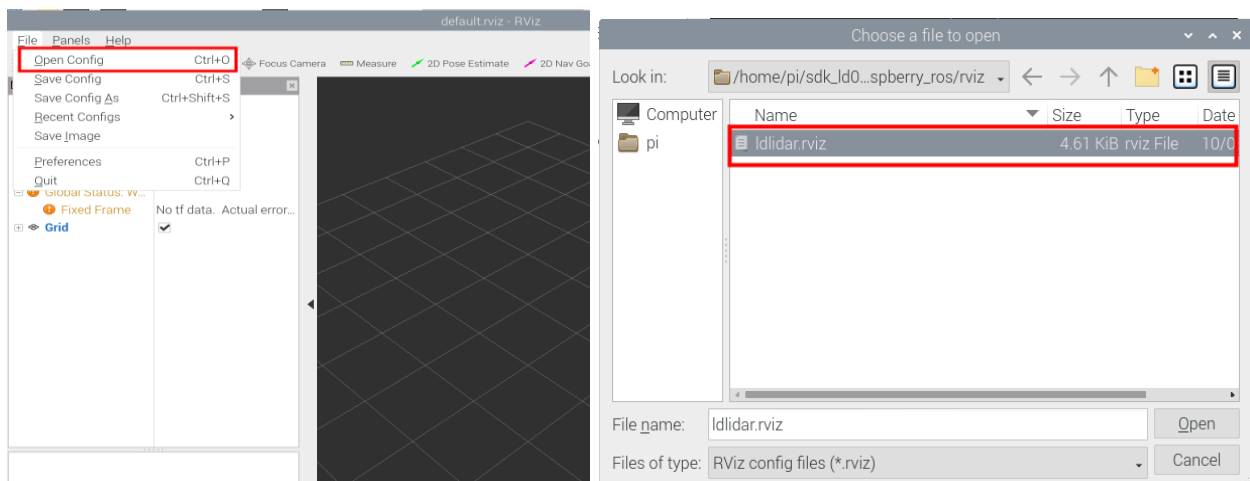 default.rviz - RViz
File Panels Help
Open Config Ctrl+O
Save Config Ctrl+S
Save Config As Ctrl+Shift+S
Recent Configs
Save Image
Preferences Ctrl+P
Quit Ctrl+Q
Focus Camera Measure 2D Pose Estimate 2D Nav Goa
Global Status: W...
Fixed Frame No tf data. Actual error...
Grid
Choose a file to open
Look in: /home/pi/sdk_ld0...spberry_ros/rviz
Computer
pi
Name Size Type Date
ldlidar.rviz 4.61 KiB rviz File 10/0
File name: ldlidar.rviz Open
Files of type: RViz config files (*.rviz) Cancel